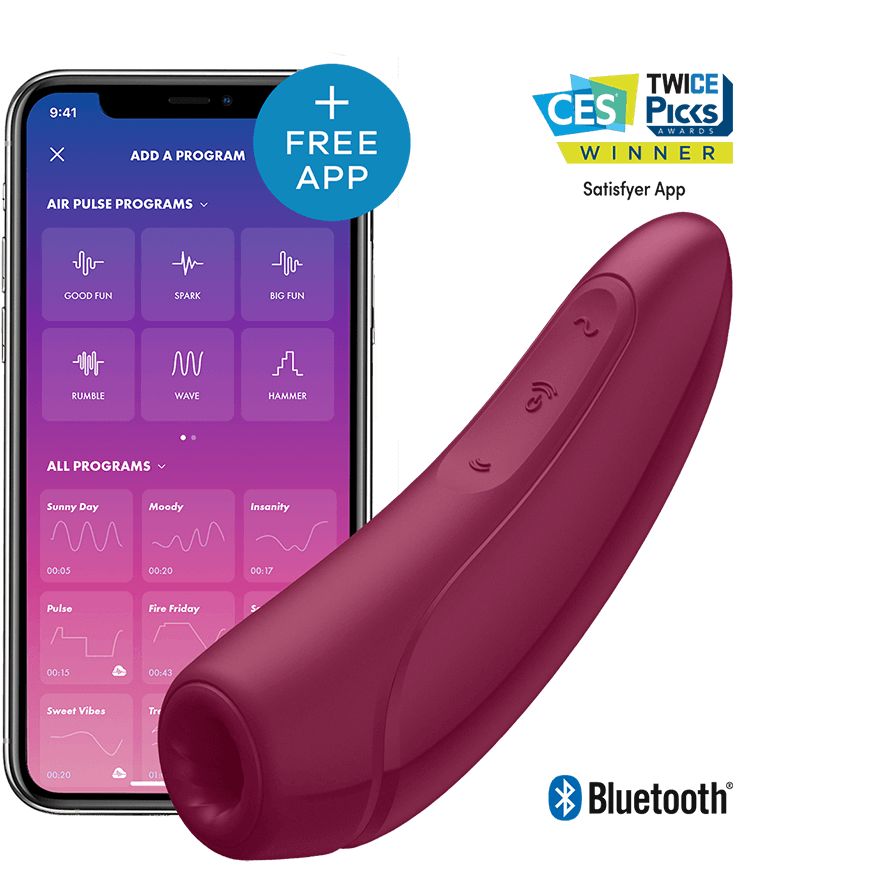 9:41
+
FREE
APP
ADD A PROGRAM
AIR PULSE PROGRAMS
GOOD FUN
SPARK
BIG FUN
RUMBLE
WAVE
HAMMER
ALL PROGRAMS
Sunny Day
Moody
Insanity
00:05
00:20
00:17
Pulse
Fire Friday
00:15
00:43
Sweet Vibes
00:20
CES®
TWICE
Picks
AWARDS
WINNER
Satisfyer App
Bluetooth®